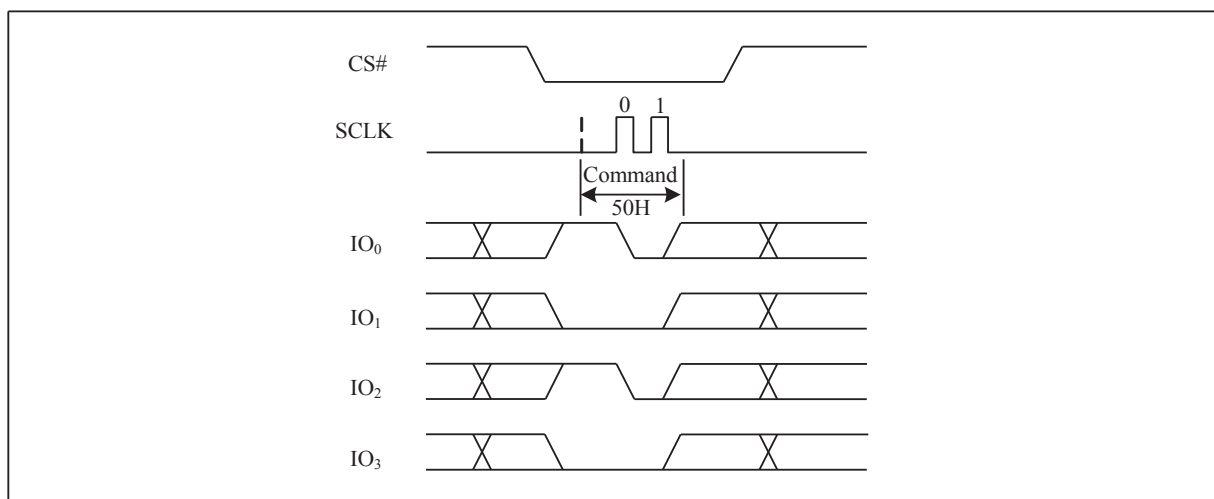 CS#
0 1
SCLK
Command
50H
IO₀
IO₁
IO₂
IO₃